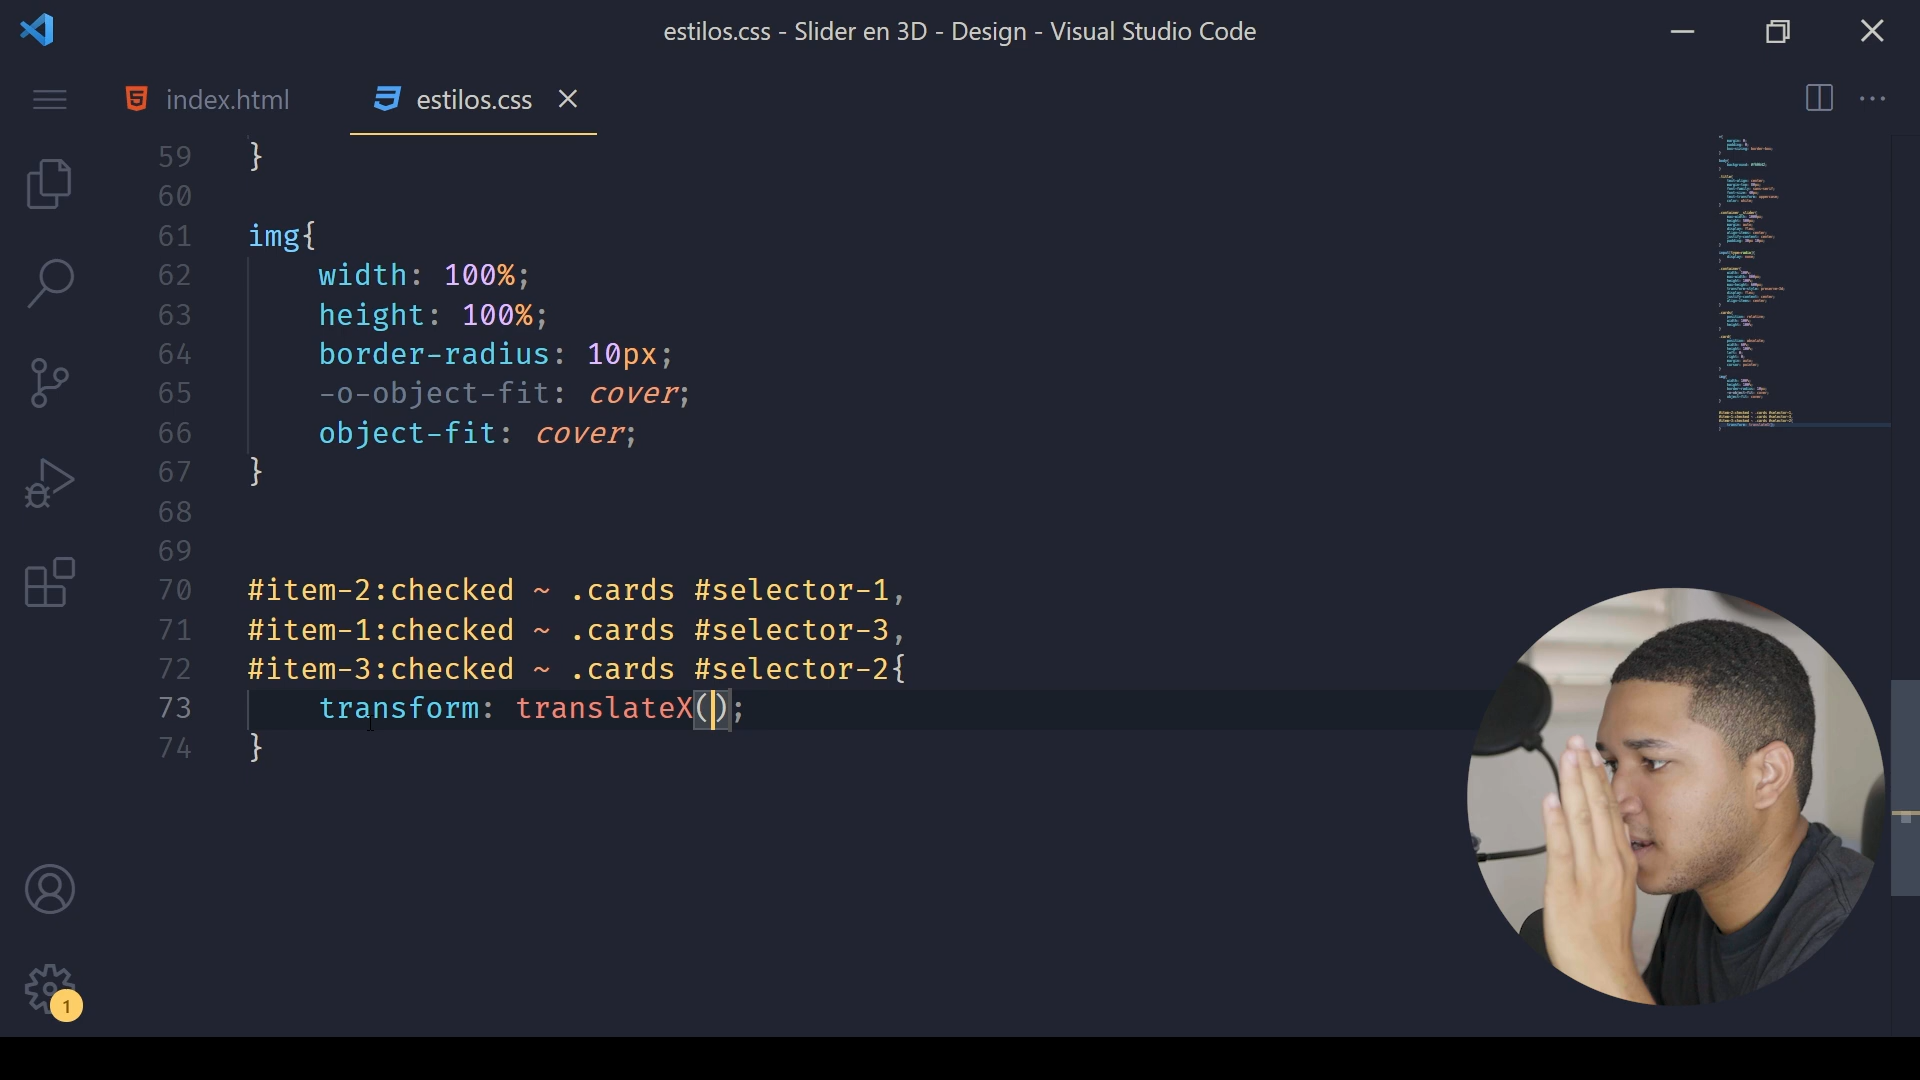 estilos.css - Slider en 3D - Design - Visual Studio Code
index.html
estilos.css
59 }
60
61 img{
62 width: 100%;
63 height: 100%;
64 border-radius: 10px;
65 -o-object-fit: cover;
66 object-fit: cover;
67 }
68
69
70 #item-2:checked ~ .cards #selector-1,
71 #item-1:checked ~ .cards #selector-3,
72 #item-3:checked ~ .cards #selector-2{
73 transform: translateX();
74 }
1